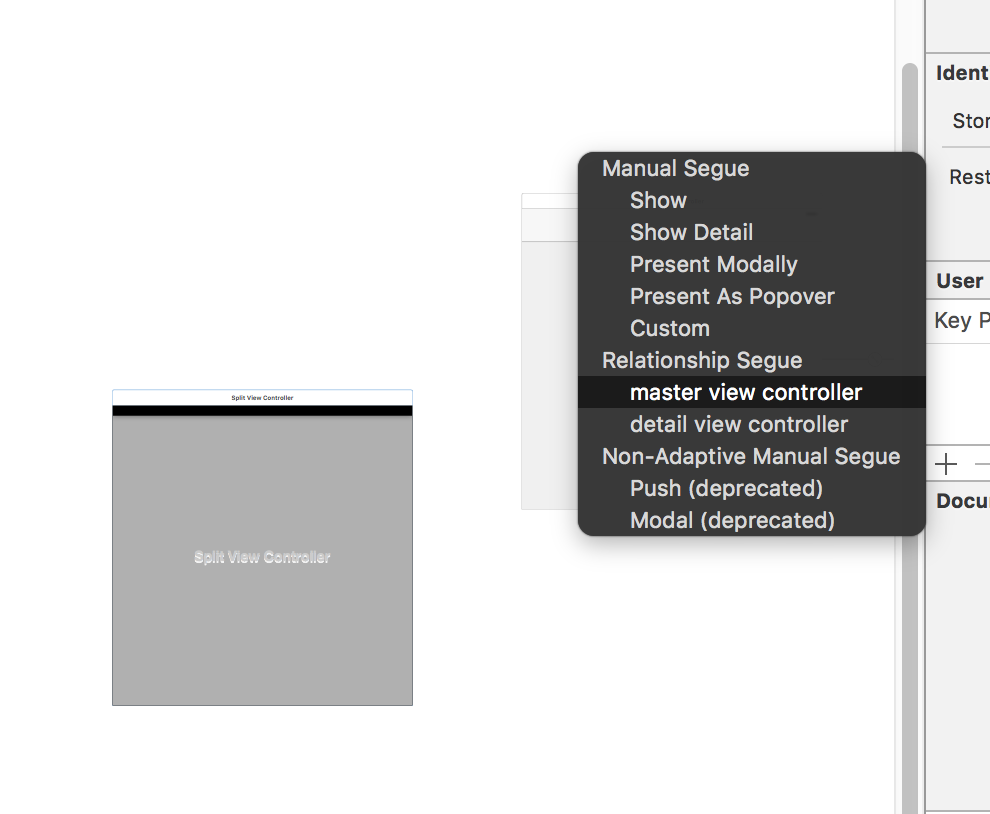 Split View Controller
Split View Controller
Manual Segue
Show
Show Detail
Present Modally
Present As Popover
Custom
Relationship Segue
master view controller
detail view controller
Non-Adaptive Manual Segue
Push (deprecated)
Modal (deprecated)
Ident
Stor
Rest
User
Key P
Docu